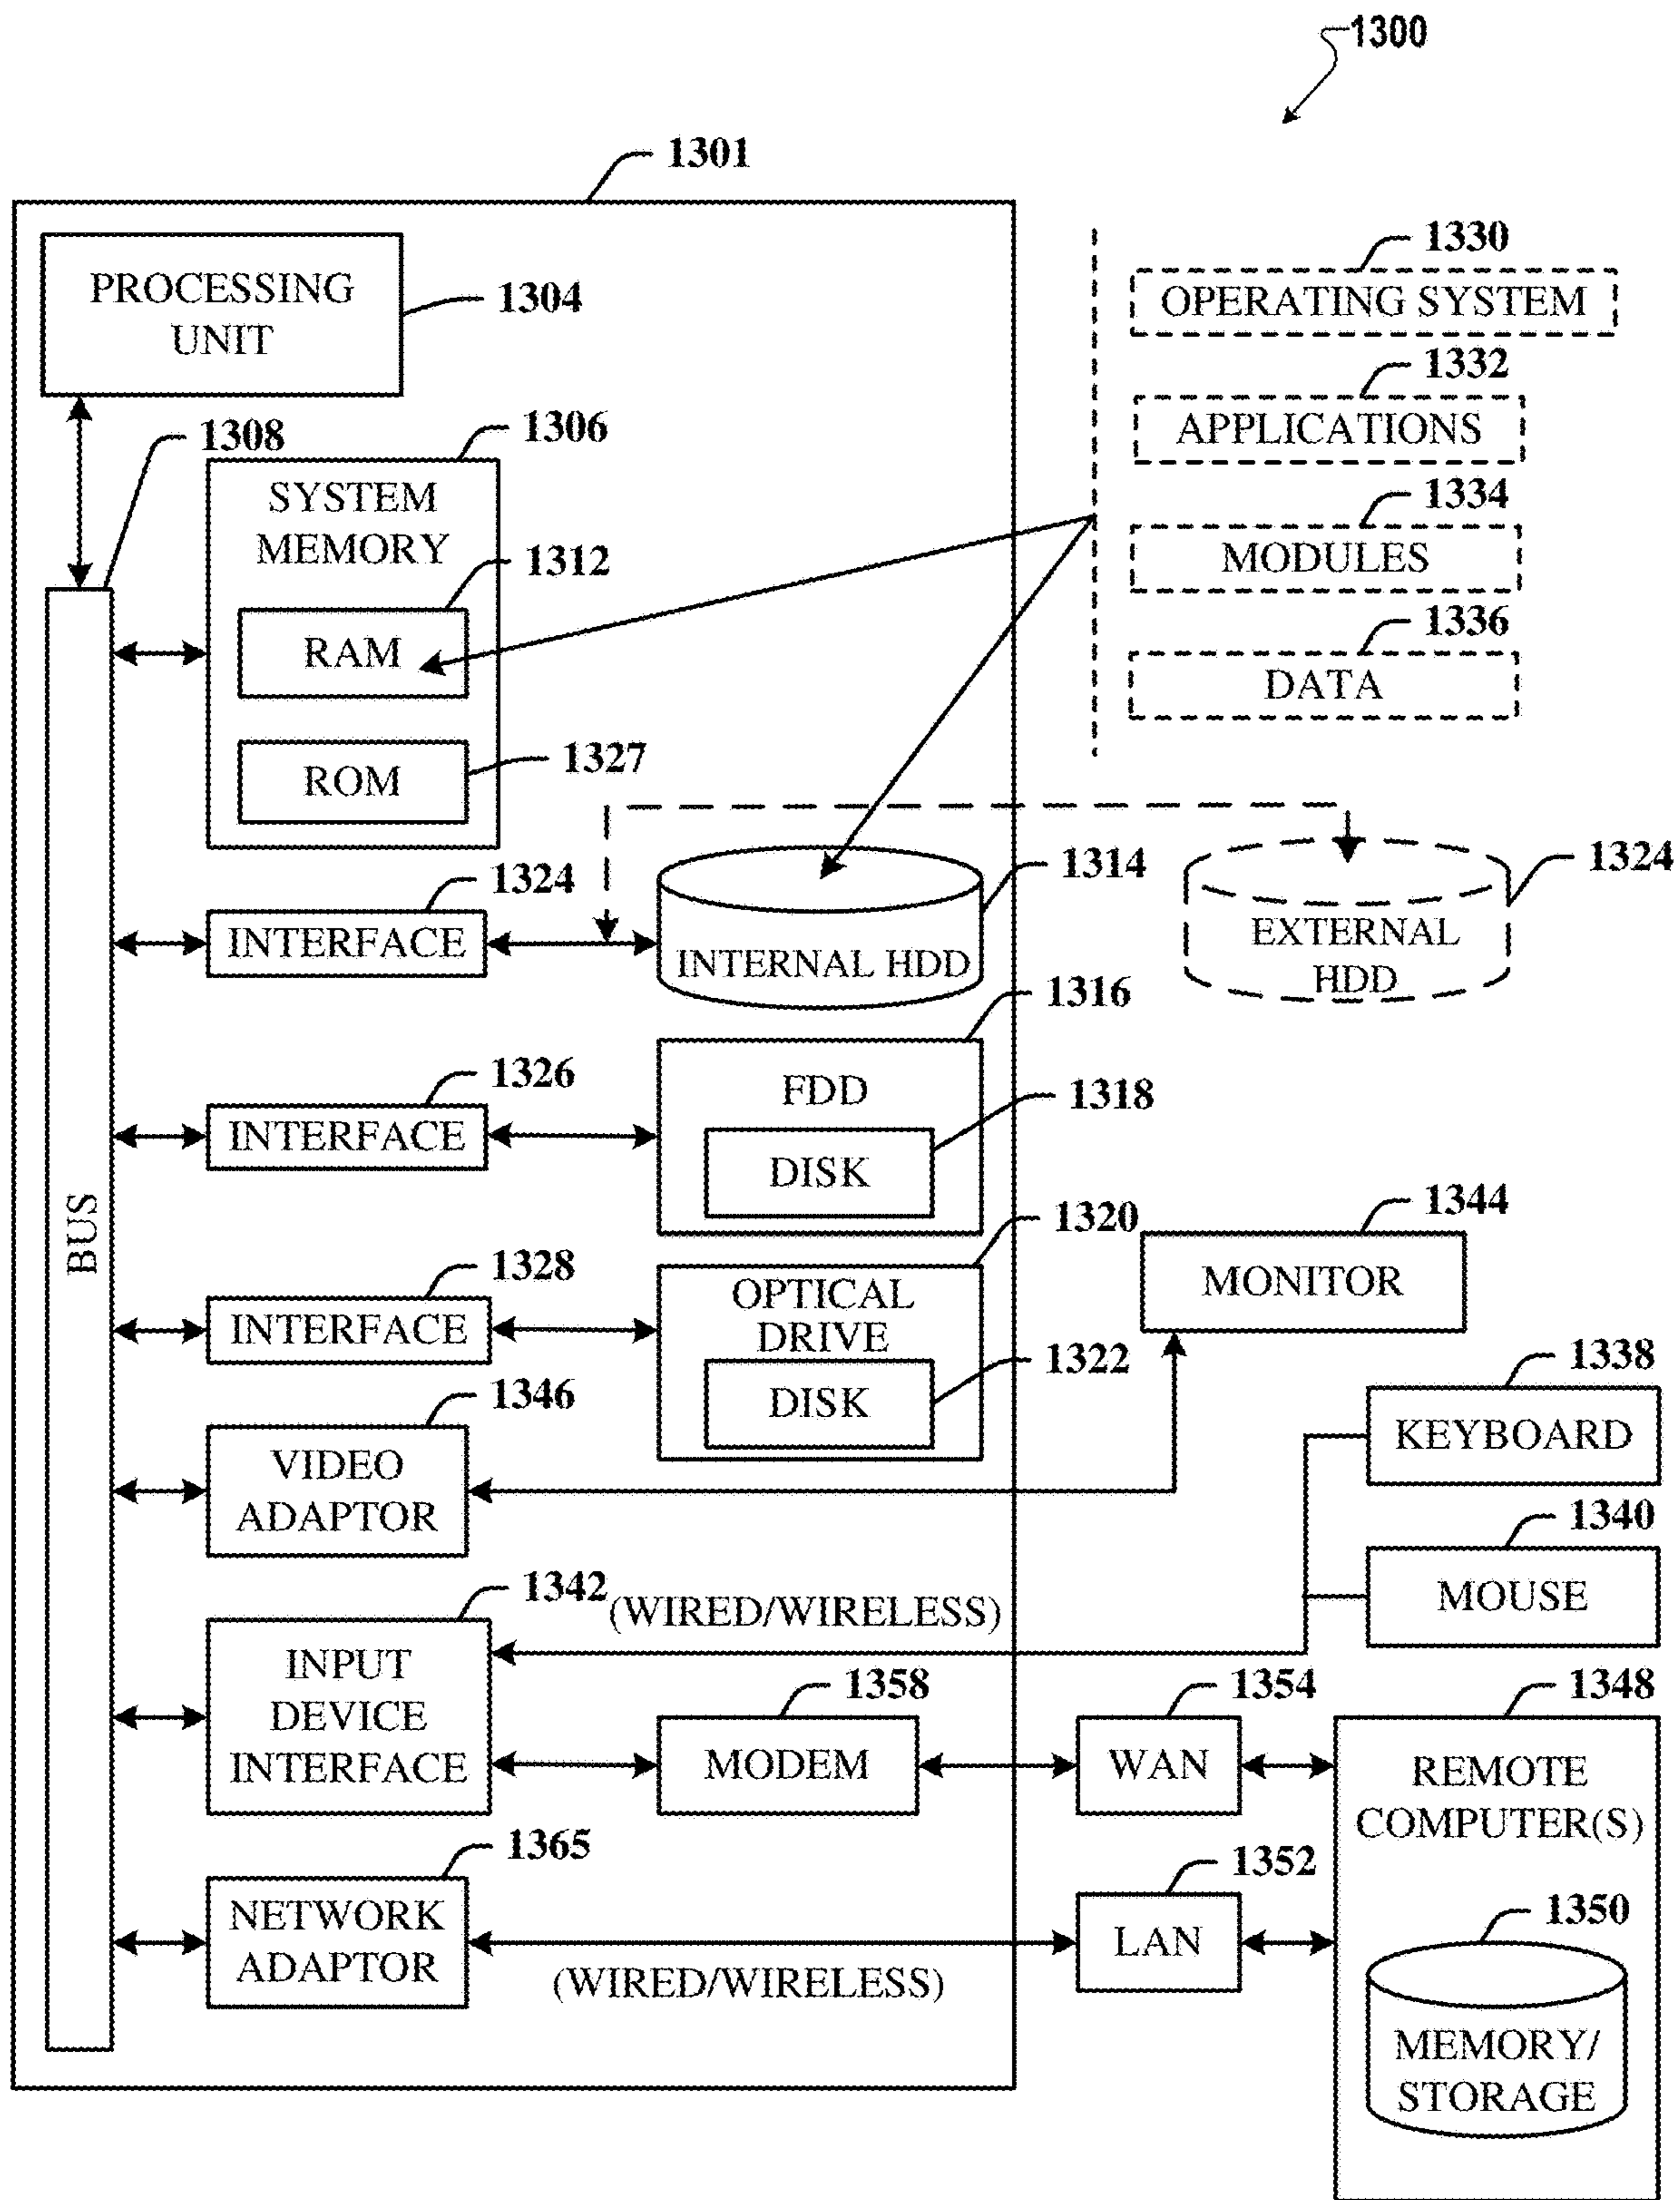 1300
1301
PROCESSING
UNIT
1304
1308
1306
SYSTEM
MEMORY
1312
RAM
1327
ROM
1330
OPERATING SYSTEM
1332
APPLICATIONS
1334
MODULES
1336
DATA
BUS
1324
INTERFACE
1314
INTERNAL HDD
1324
EXTERNAL
HDD
1326
INTERFACE
1316
FDD
1318
DISK
1328
INTERFACE
1320
OPTICAL
DRIVE
1322
DISK
1344
MONITOR
1346
VIDEO
ADAPTOR
1338
KEYBOARD
1340
MOUSE
1342
(WIRED/WIRELESS)
INPUT
DEVICE
INTERFACE
1358
MODEM
1354
WAN
1348
REMOTE
COMPUTER(S)
1365
NETWORK
ADAPTOR
(WIRED/WIRELESS)
1352
LAN
1350
MEMORY/
STORAGE